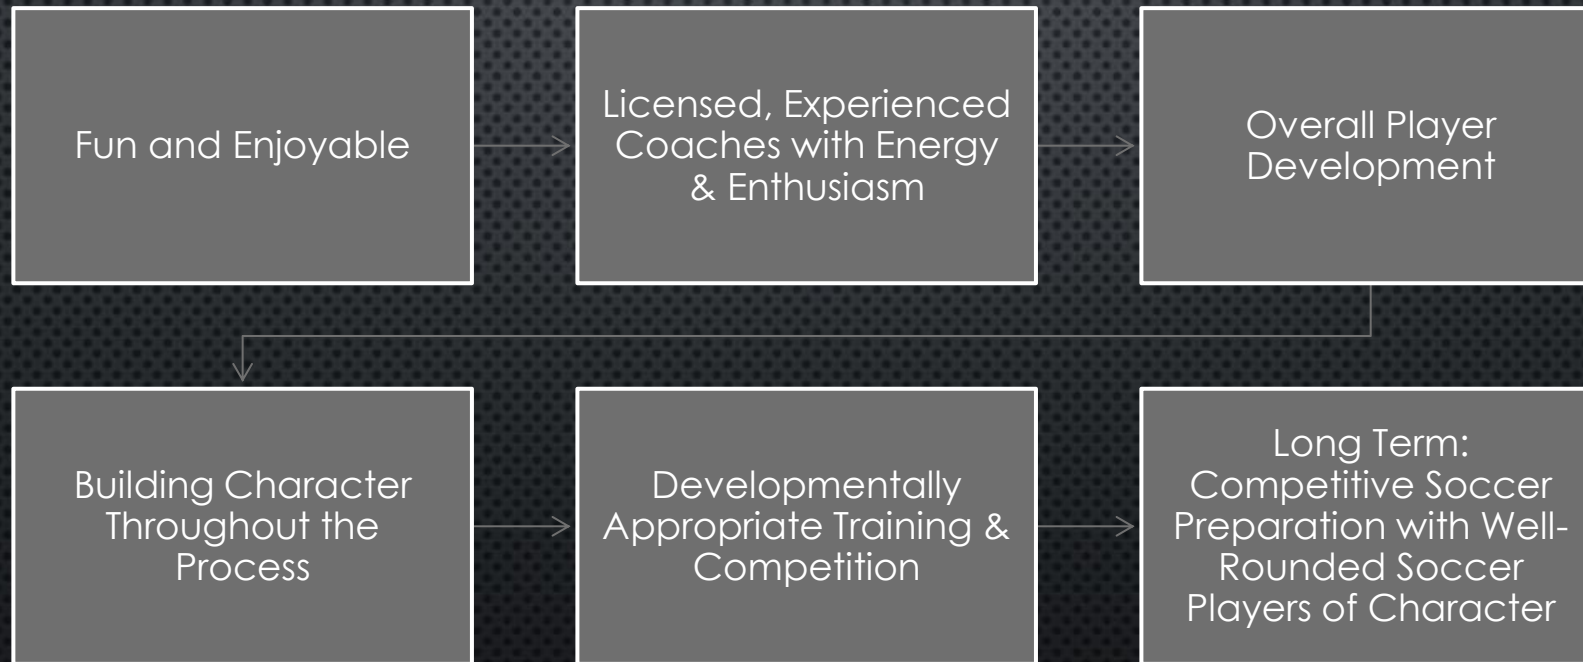 Fun and Enjoyable
Licensed, Experienced
Coaches with Energy
& Enthusiasm
Overall Player
Development
Building Character
Throughout the
Process
Developmentally
Appropriate Training &
Competition
Long Term:
Competitive Soccer
Preparation with Well-
Rounded Soccer
Players of Character